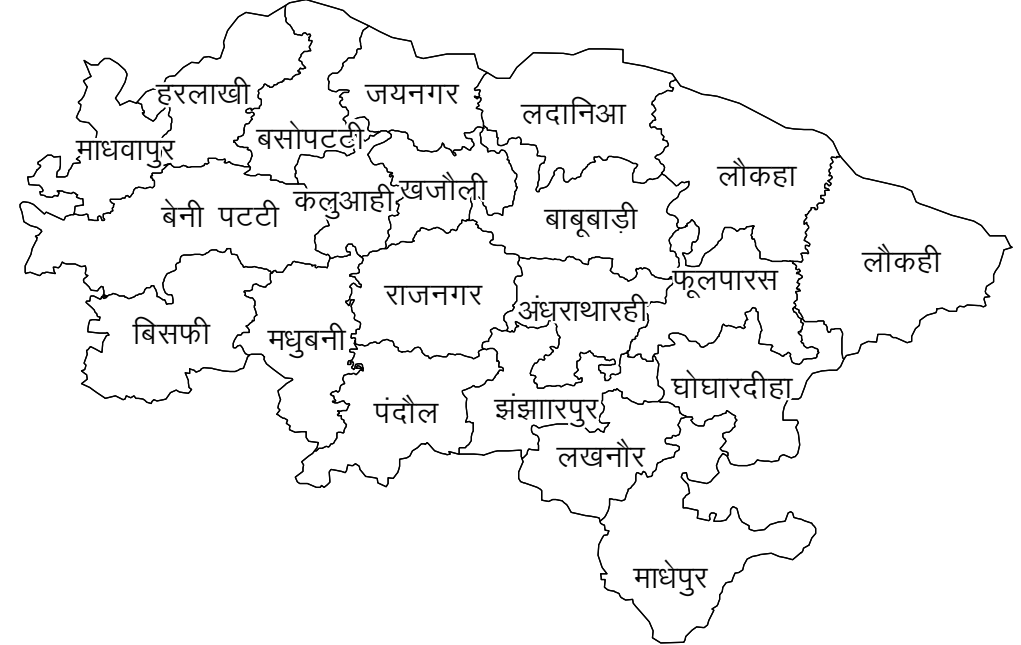 हरलाखी
जयनगर
लदानिआ
माधवापुर
बसोपटटी
लौकहा
बेनी पटटी
कलुआही
खजौली
बाबूबाड़ी
लौकही
फूलपारस
राजनगर
अंधराथारही
बिसफी
मधुबनी
घोघारदीहा
पंदौल
झंझाारपुर
लखनौर
माधेपुर